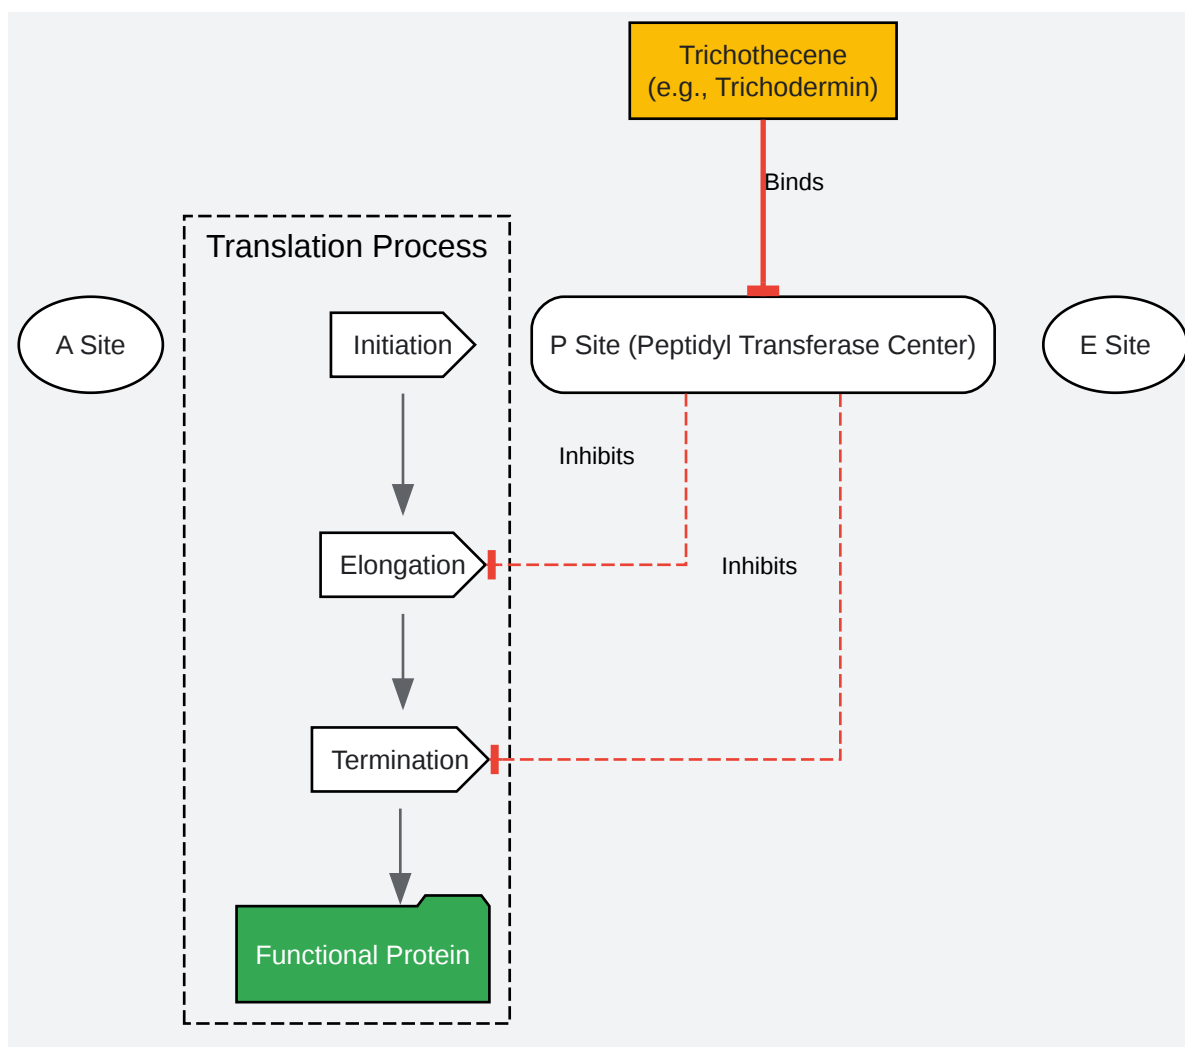 Trichothecene
(e.g., Trichodermin)
Binds
Translation Process
A Site
Initiation
P Site (Peptidyl Transferase Center)
E Site
Inhibits
Elongation
Inhibits
Termination
Functional Protein